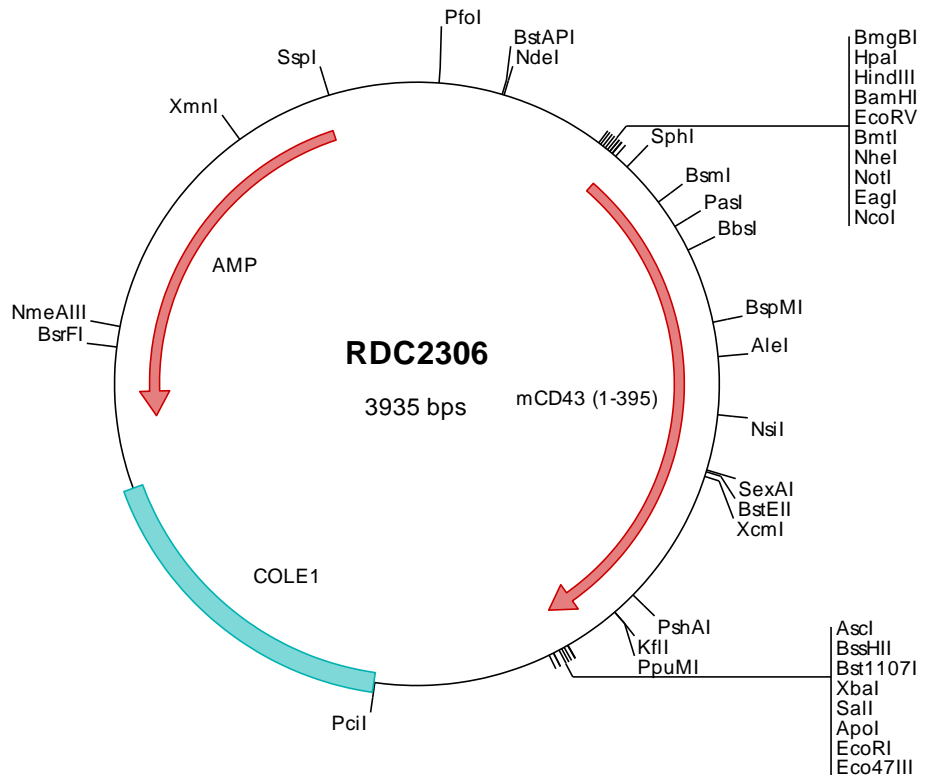 PfoI
BstAPI
NdeI
SspI
XmnI
BmgBI
HpaI
HindIII
BamHI
EcoRV
BmtI
NheI
NotI
EagI
NcoI
SphI
BsmI
PasI
BbsI
AMP
NmeAIII
BsrFI
BspMI
AleI
RDC2306
3935 bps
mCD43 (1-395)
NsiI
SexAI
BstEII
XcmI
COLE1
PshAI
KflI
PpuMI
AscI
BssHII
Bst1107I
XbaI
SalI
ApoI
EcoRI
Eco47III
PciI